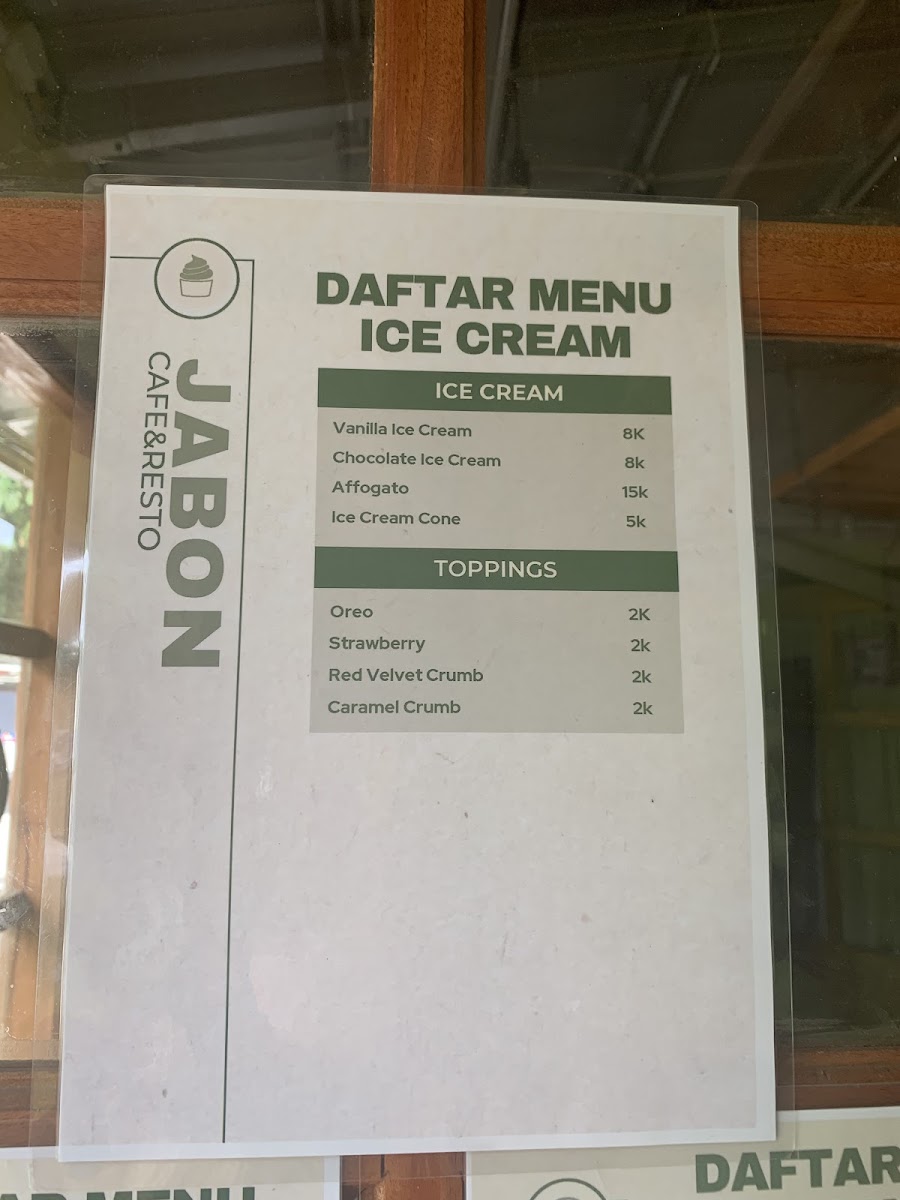 JABON
CAFE&RESTO
DAFTAR MENU
ICE CREAM
ICE CREAM
Vanilla Ice Cream 8K
Chocolate Ice Cream 8k
Affogato 15k
Ice Cream Cone 5k
TOPPINGS
Oreo 2K
Strawberry 2k
Red Velvet Crumb 2k
Caramel Crumb 2k
MENU
DAFTAR